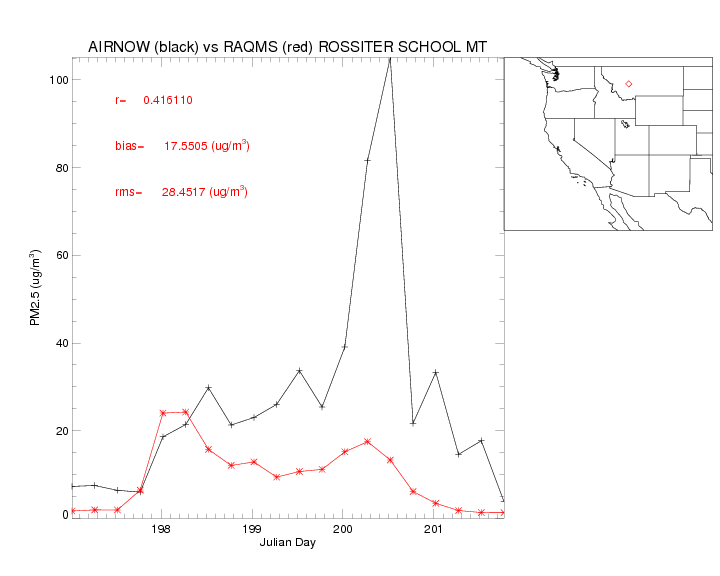 AIRNOW (black) vs RAQMS (red) ROSSITER SCHOOL MT
r= 0.416110
bias= 17.5505 (ug/m³)
rms= 28.4517 (ug/m³)
PM2.5 (ug/m³)
100
80
60
40
20
0
198 199 200 201
Julian Day